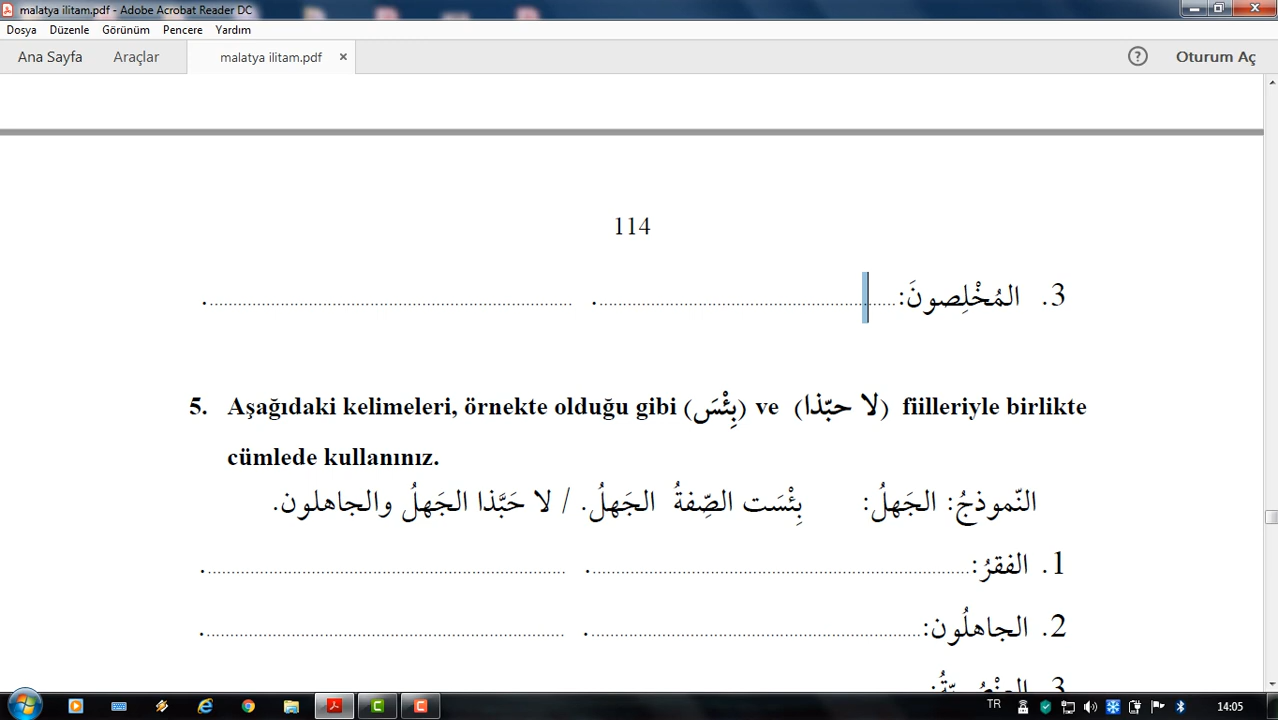 malatya ilitam.pdf - Adobe Acrobat Reader DC
Dosya Düzenle Görünüm Pencere Yardım
Ana Sayfa Araçlar malatya ilitam.pdf × ? Oturum Aç
114
3. المُخْلِصونَ: ........................ . ........................ .
5. Aşağıdaki kelimeleri, örnekte olduğu gibi (بِئْسَ) ve (لا حبّذا) fiilleriyle birlikte
cümlede kullanınız.
النّموذجُ: الجَهلُ: بِئْسَت الصِّفةُ الجَهلُ. / لا حَبَّذا الجَهلُ والجاهلون.
1. الفقرُ: ........................ . ........................ .
2. الجاهلُون: ........................ . ........................ .
3.
TR 14:05